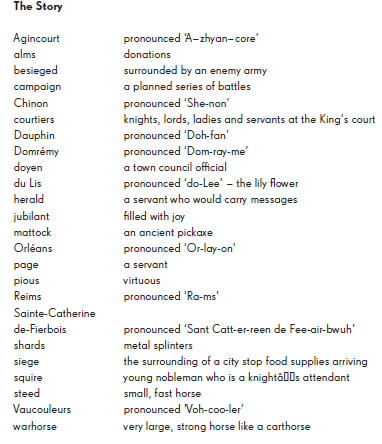 The Story
Agincourt pronounced ‘A–zhyan–core’
alms donations
besieged surrounded by an enemy army
campaign a planned series of battles
Chinon pronounced ‘She-non’
courtiers knights, lords, ladies and servants at the King’s court
Dauphin pronounced ‘Doh-fan’
Domrémy pronounced ‘Dom-ray-me’
doyen a town council official
du Lis pronounced ‘do-Lee’ – the lily flower
herald a servant who would carry messages
jubilant filled with joy
mattock an ancient pickaxe
Orléans pronounced ‘Or-lay-on’
page a servant
pious virtuous
Reims pronounced ‘Ra-ms’
Sainte-Catherine
de-Fierbois pronounced ‘Sant Catt-er-reen de Fee-air-bwuh’
shards metal splinters
siege the surrounding of a city stop food supplies arriving
squire young nobleman who is a knightâ□□s attendant
steed small, fast horse
Vaucouleurs pronounced ‘Voh-coo-ler’
warhorse very large, strong horse like a carthorse